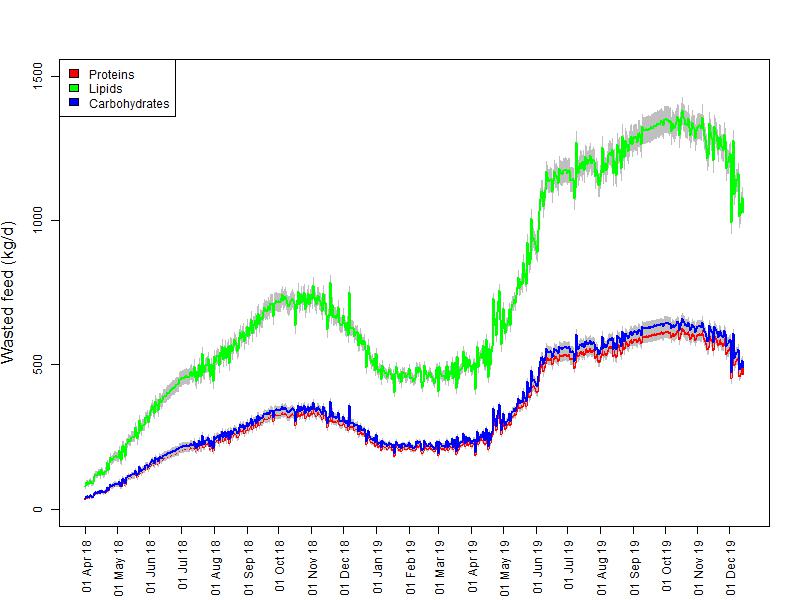 Proteins
Lipids
Carbohydrates
Wasted feed (kg/d)
1500
1000
500
0
01 Apr 18
01 May 18
01 Jun 18
01 Jul 18
01 Aug 18
01 Sep 18
01 Oct 18
01 Nov 18
01 Dec 18
01 Jan 19
01 Feb 19
01 Mar 19
01 Apr 19
01 May 19
01 Jun 19
01 Jul 19
01 Aug 19
01 Sep 19
01 Oct 19
01 Nov 19
01 Dec 19